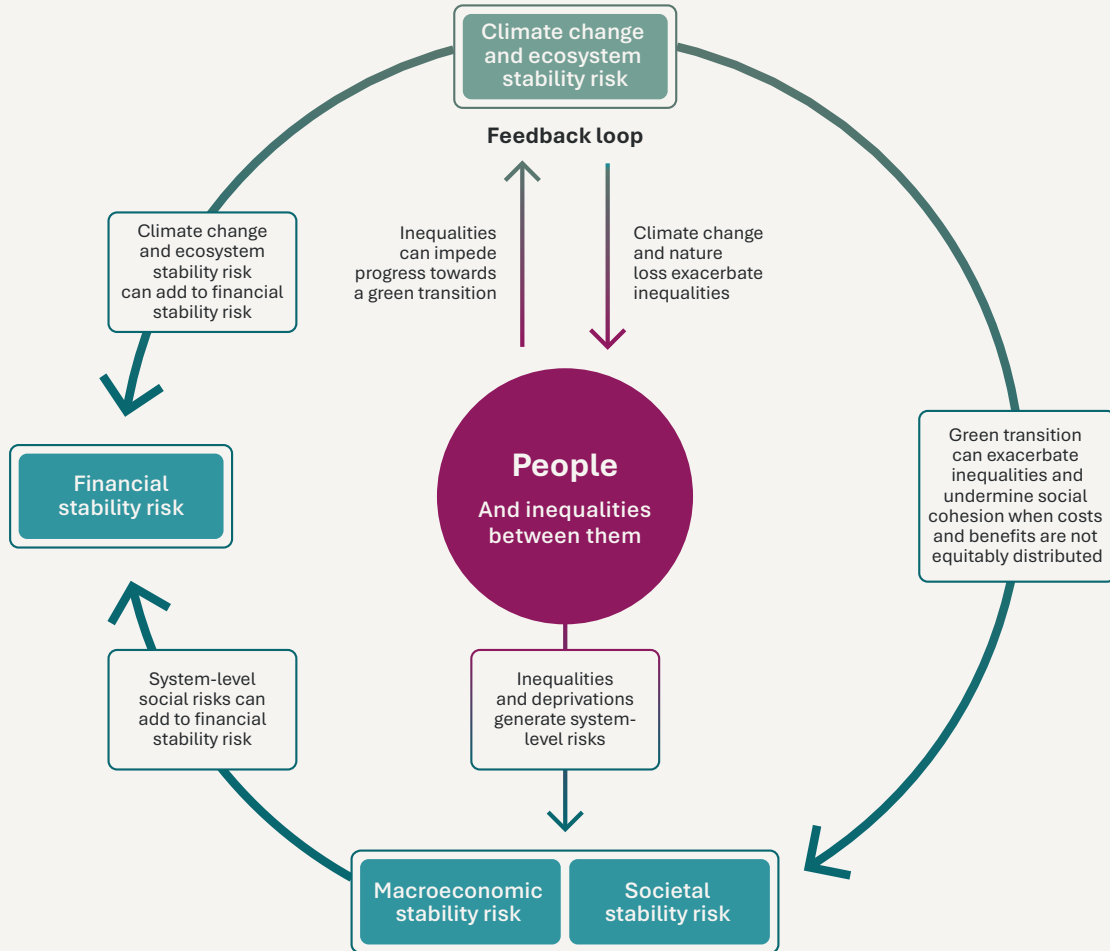 Climate change
and ecosystem
stability risk
Feedback loop
Inequalities
can impede
progress towards
a green transition
Climate change
and nature
loss exacerbate
inequalities
Climate change
and ecosystem
stability risk
can add to financial
stability risk
Financial
stability risk
People
And inequalities
between them
Green transition
can exacerbate
inequalities and
undermine social
cohesion when costs
and benefits are not
equitably distributed
System-level
social risks can
add to financial
stability risk
Inequalities
and deprivations
generate system-
level risks
Macroeconomic
stability risk
Societal
stability risk